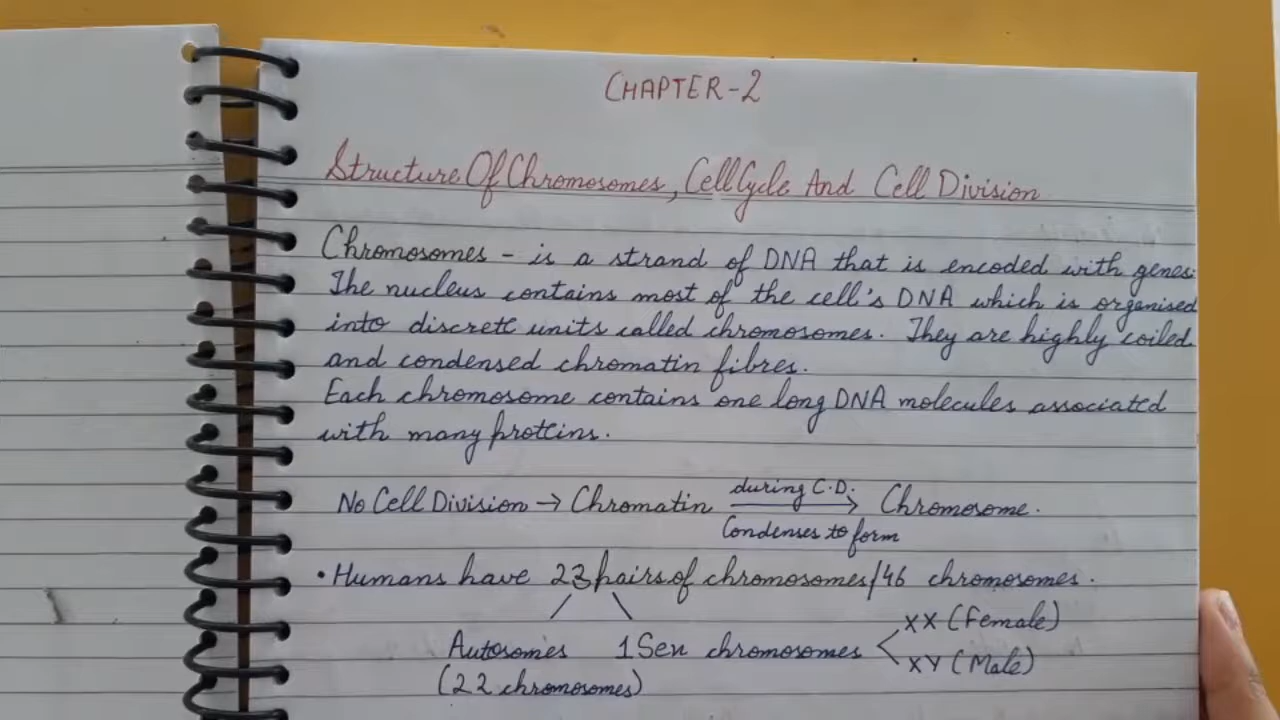 CHAPTER-2
Structure Of Chromosomes, Cell Cycle And Cell Division
Chromosomes - is a strand of DNA that is encoded with genes.
The nucleus contains most of the cell's DNA which is organised
into discrete units called chromosomes. They are highly coiled
and condensed chromatin fibres.
Each chromosome contains one long DNA molecules associated
with many proteins.
No Cell Division → Chromatin during C.D. Condenses to form → Chromosome.
• Humans have 23 pairs of chromosomes/46 chromosomes.
Autosomes 1 Sex chromosomes XX (Female)
XY (Male)
(22 chromosomes)